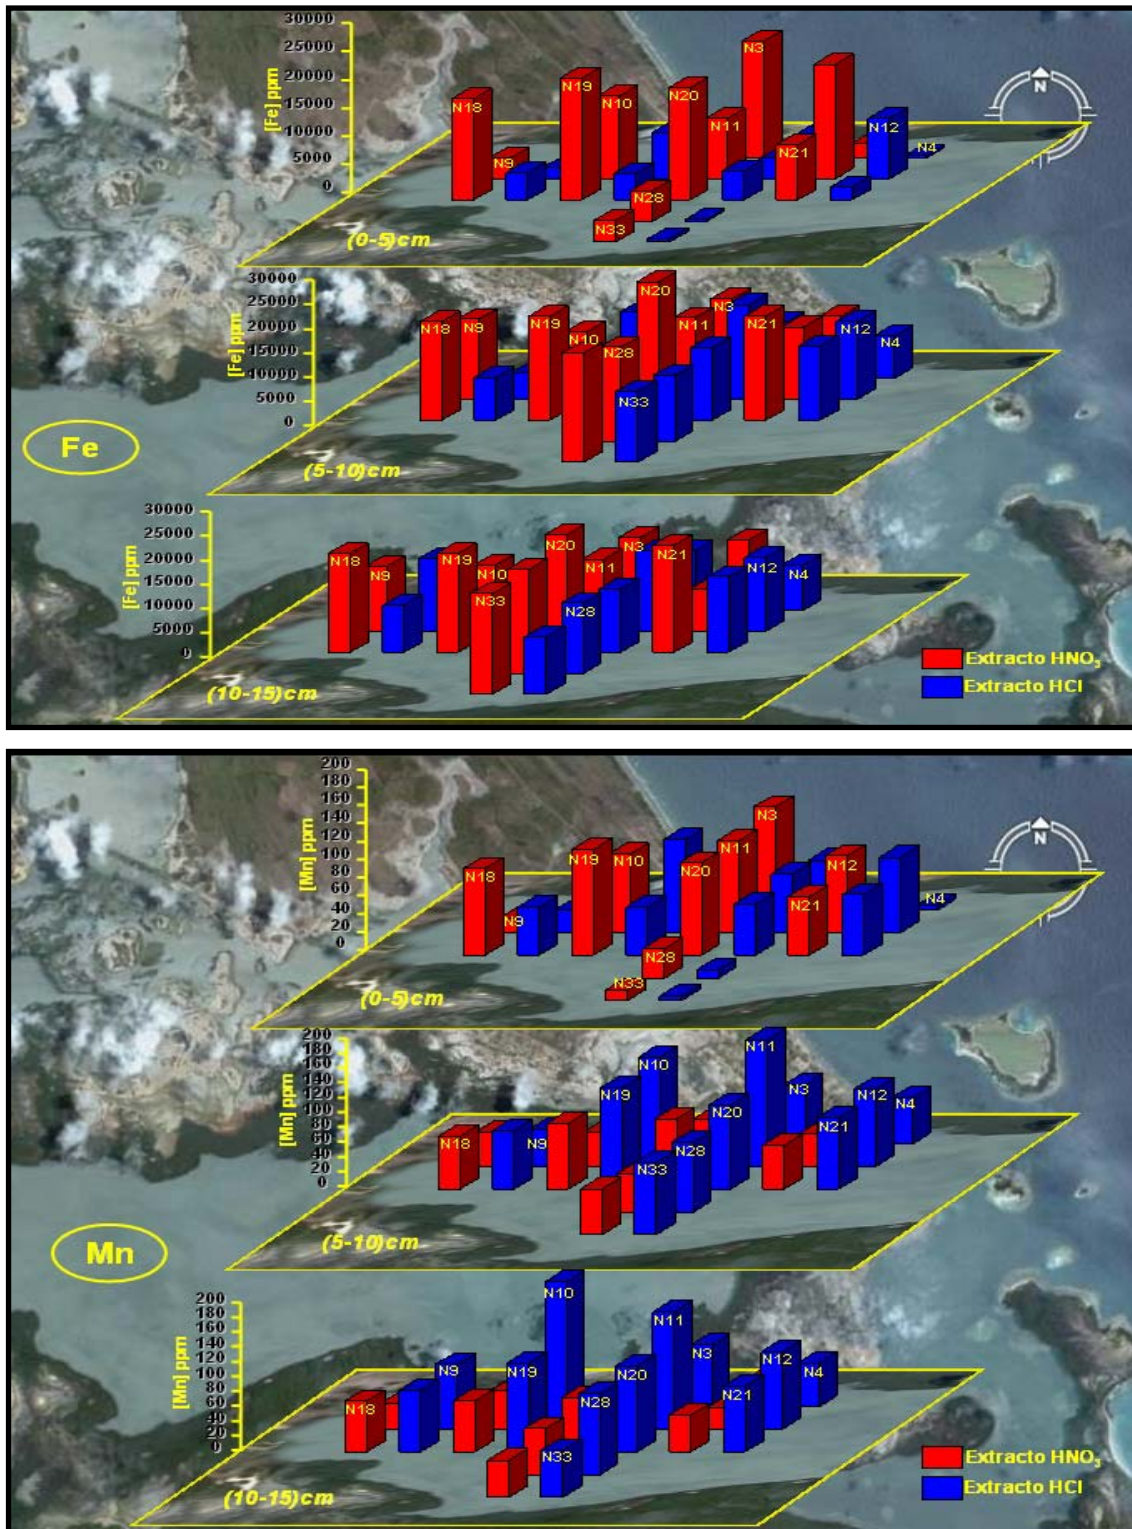 30000
25000
20000
15000
10000
5000
0
[Fe] ppm
N18
N9
N19
N10
N20
N11
N3
N21
N12
N4
N28
N33
N
(0-5)cm
30000
25000
20000
15000
10000
5000
0
[Fe] ppm
N18
N9
N19
N10
N28
N20
N11
N3
N21
N12
N4
N33
(5-10)cm
Fe
30000
25000
20000
15000
10000
5000
0
[Fe] ppm
N18
N9
N19
N10
N33
N20
N11
N3
N28
N21
N12
N4
(10-15)cm
Extracto HNO₃
Extracto HCl
200
180
160
140
120
100
80
60
40
20
0
[Mn] ppm
N18
N9
N19
N10
N20
N11
N3
N21
N12
N4
N28
N33
N
(0-5)cm
200
180
160
140
120
100
80
60
40
20
0
[Mn] ppm
N18
N9
N19
N10
N33
N28
N20
N11
N3
N21
N12
N4
(5-10)cm
Mn
200
180
160
140
120
100
80
60
40
20
0
[Mn] ppm
N18
N9
N19
N10
N33
N28
N20
N11
N3
N21
N12
N4
(10-15)cm
Extracto HNO₃
Extracto HCl